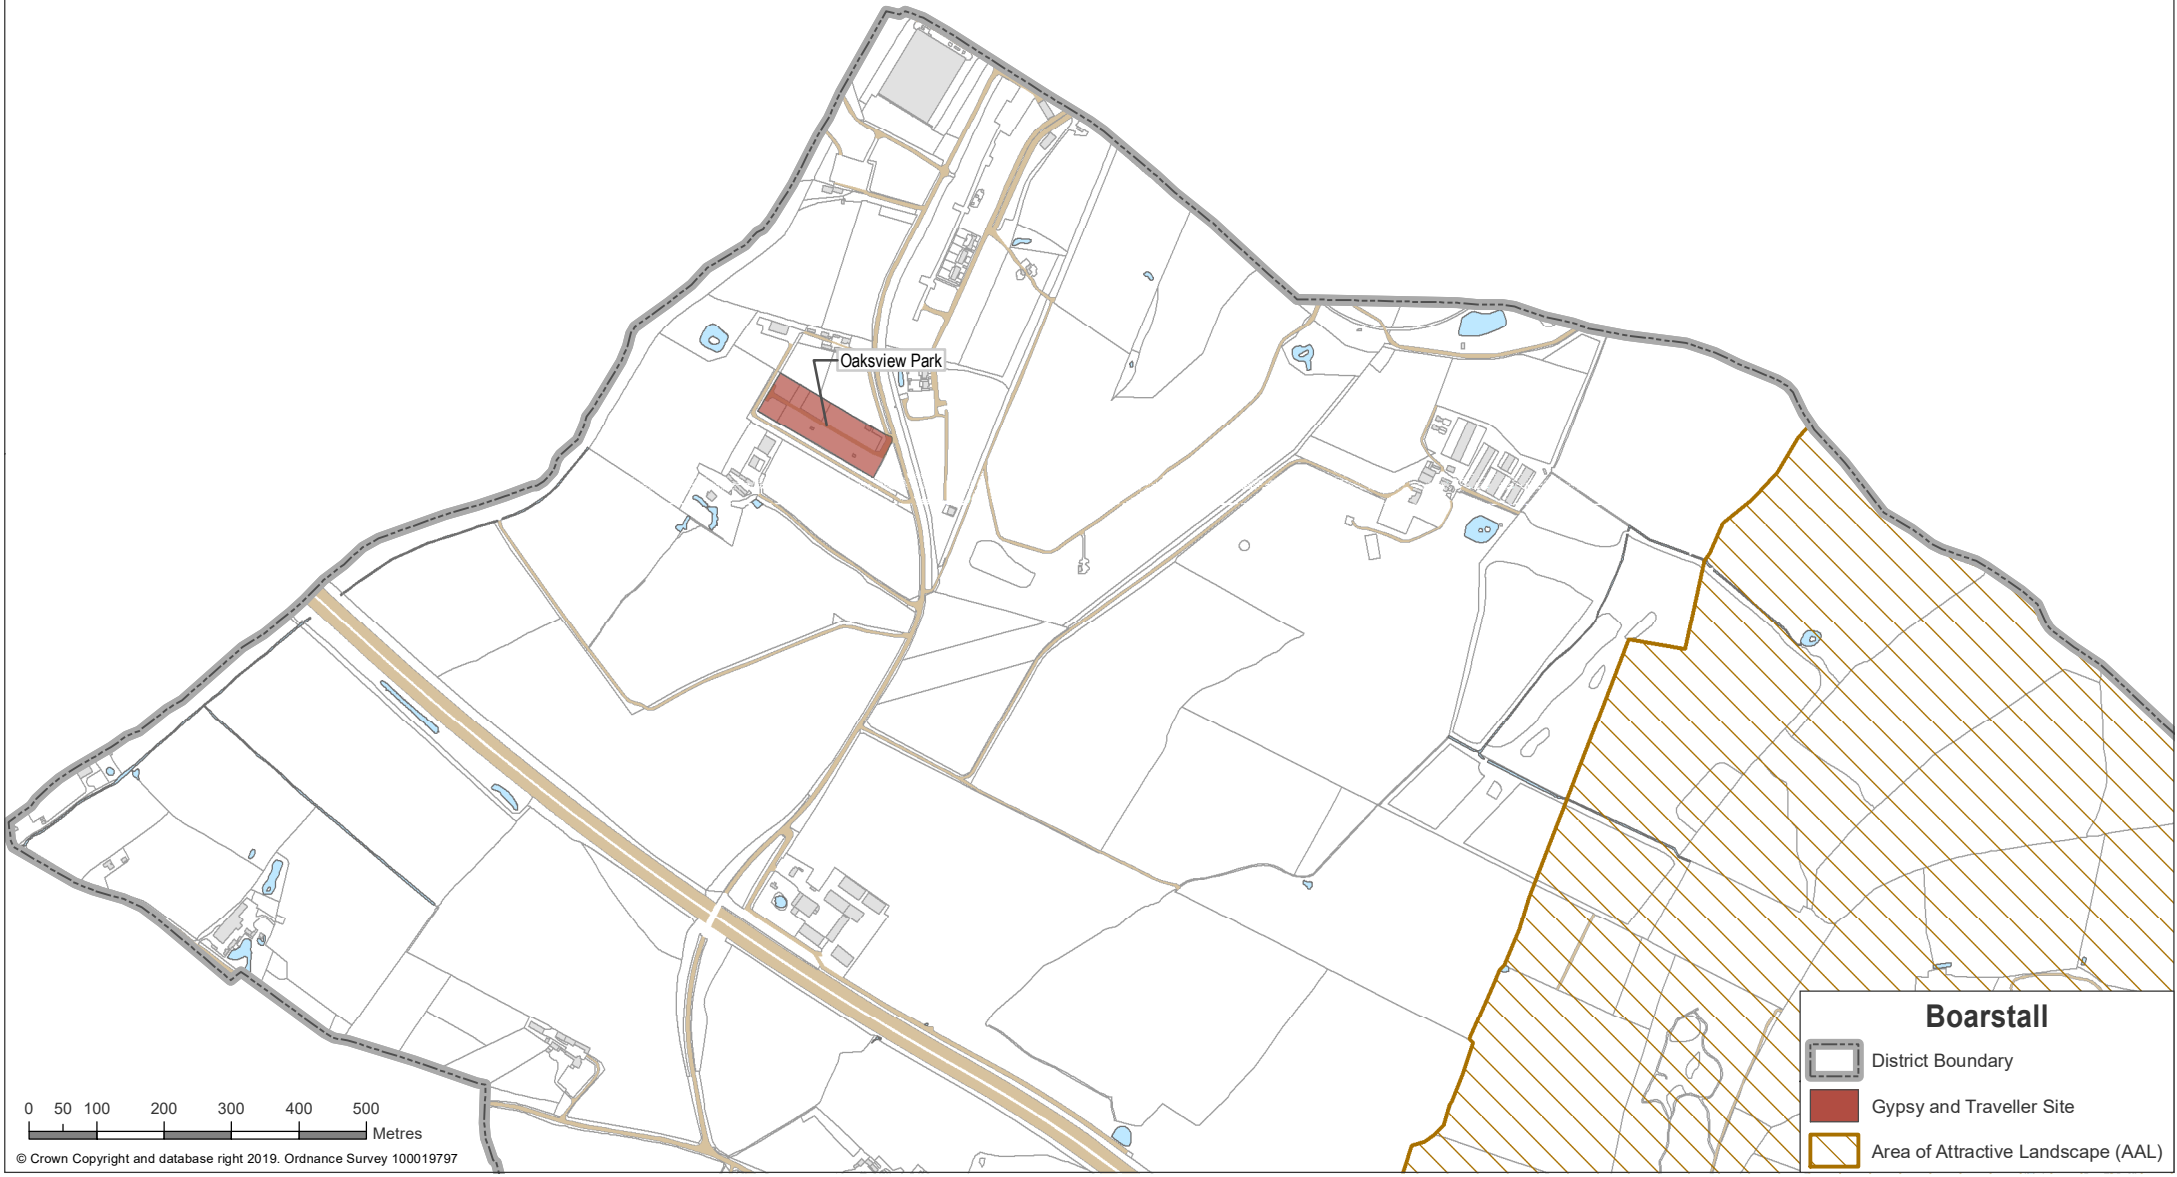 Oaksview Park
Boarstall
District Boundary
Gypsy and Traveller Site
Area of Attractive Landscape (AAL)
0 50 100 200 300 400 500
Metres
© Crown Copyright and database right 2019. Ordnance Survey 100019797